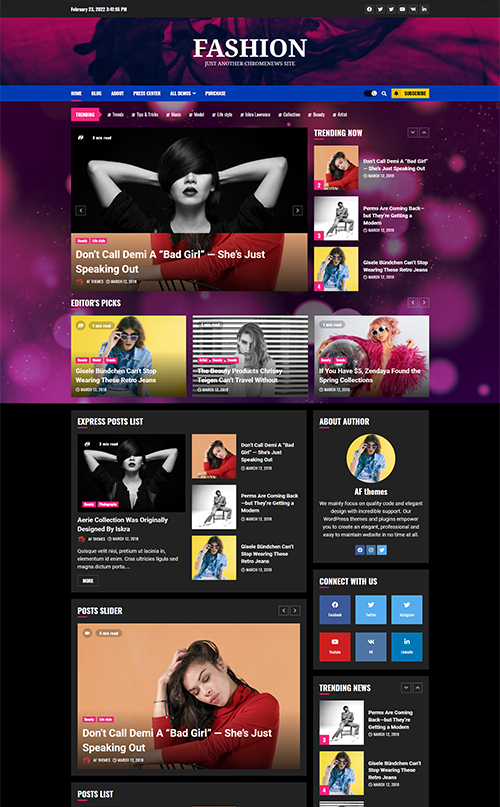 February 23, 2022 3:41:55 PM
FASHION
JUST ANOTHER CHROMENEWS SITE
HOME BLOG ABOUT PRESS CENTER ALL DEMOS PURCHASE
SUBSCRIBE
TRENDING # Trends # Tips & Tricks # Music # Model # Life style # Iskra Lawrence # Collection # Beauty # Artist
3 min read
Beauty Life style
Don't Call Demi A “Bad Girl” — She's Just
Speaking Out
AF THEMES MARCH 12, 2018
TRENDING NOW
2
Don't Call Demi A “Bad Girl”
— She's Just Speaking Out
MARCH 12, 2018
3
Perms Are Coming Back—
but They're Getting a
Modern
MARCH 12, 2018
4
Gisele Bündchen Can't Stop
Wearing These Retro Jeans
MARCH 12, 2018
EDITOR'S PICKS
1 min read
Beauty Model Trends
Gisele Bündchen Can't Stop
Wearing These Retro Jeans
MARCH 12, 2018
1 min read
Artist Beauty Trends
The Beauty Products Chrissy
Teigen Can't Travel Without
MARCH 12, 2018
1 min read
Beauty Trends
If You Have $5, Zendaya Found the
Spring Collections
MARCH 12, 2018
EXPRESS POSTS LIST
3 min read
Beauty Photography
Aerie Collection Was Originally
Designed By Iskra
AF THEMES MARCH 12, 2018
Quisque velit nisi, pretium ut lacinia in,
elementum id enim. Cras ultricies ligula sed
magna dictum porta....
MORE
Don't Call Demi A “Bad Girl”
— She's Just Speaking Out
MARCH 12, 2018
Perms Are Coming Back
—but They're Getting a
Modern
MARCH 12, 2018
Gisele Bündchen Can't Stop
Wearing These Retro Jeans
MARCH 12, 2018
ABOUT AUTHOR
AF themes
We mainly focus on quality code and elegant
design with incredible support. Our
WordPress themes and plugins empower
you to create an elegant, professional and
easy to maintain website in no time at all.
CONNECT WITH US
Facebook Twitter Instagram
Youtube VK LinkedIn
POSTS SLIDER
3 min read
Beauty Life style
Don't Call Demi A “Bad Girl” — She's Just
Speaking Out
AF THEMES MARCH 12, 2018
TRENDING NEWS
3
Perms Are Coming
Back—but They're
Getting a Modern
MARCH 12, 2018
4
Gisele Bündchen Can't
Stop Wearing These
Retro Jeans
MARCH 12, 2018
POSTS LIST